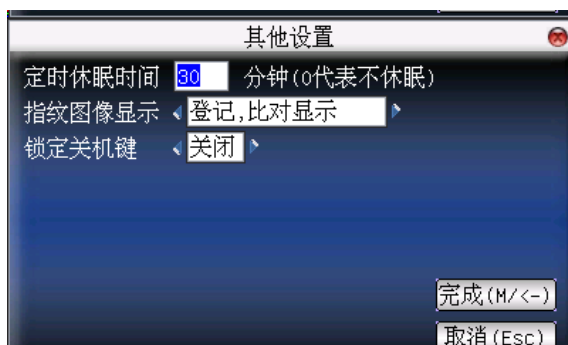 其他设置
定时休眠时间 30 分钟(0代表不休眠)
指纹图像显示 登记,比对显示
锁定关机键 关闭
完成(M/<-)
取消(Esc)